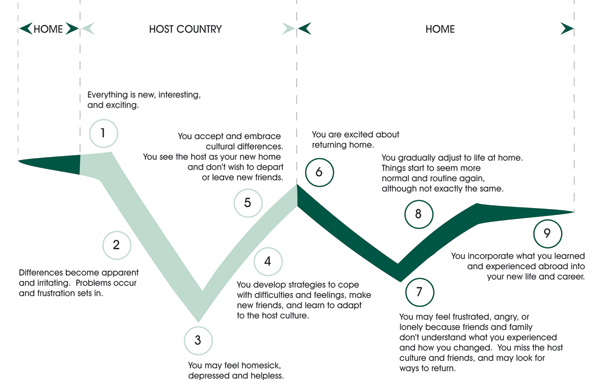 HOME
HOST COUNTRY
HOME
Everything is new, interesting,
and exciting.
1
You accept and embrace
cultural differences.
You see the host as your new home
and don't wish to depart
or leave new friends.
You are excited about
returning home.
6
You gradually adjust to life at home.
Things start to seem more
normal and routine again,
although not exactly the same.
5
8
2
9
4
You incorporate what you learned
and experienced abroad into
your new life and career.
Differences become apparent
and irritating. Problems occur
and frustration sets in.
You develop strategies to cope
with difficulties and feelings, make
new friends, and learn to adapt
to the host culture.
7
You may feel frustrated, angry, or
lonely because friends and family
don't understand what you experienced
and how you changed. You miss the host
culture and friends, and may look for
ways to return.
3
You may feel homesick,
depressed and helpless.